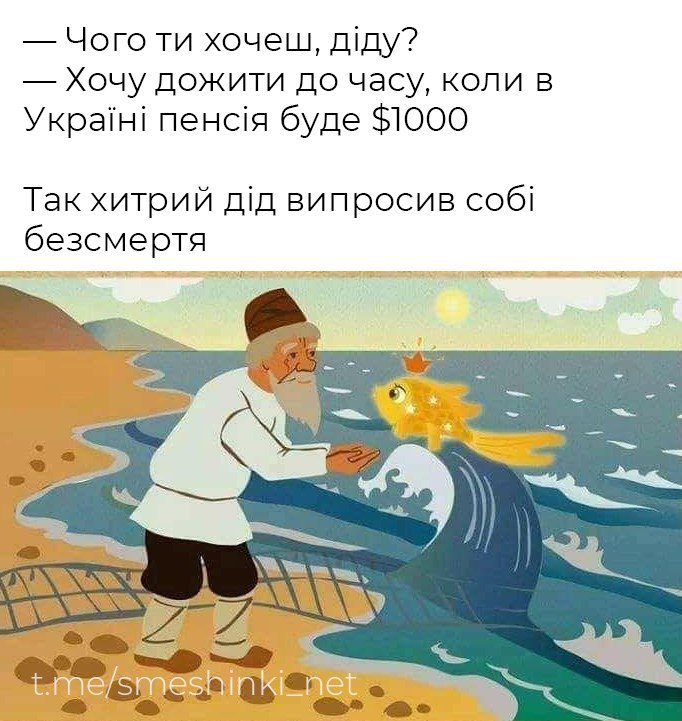 — Чого ти хочеш, діду?
— Хочу дожити до часу, коли в
Україні пенсія буде $1000
Так хитрий дід випросив собі
безсмертя
t.me/smeshinki_net